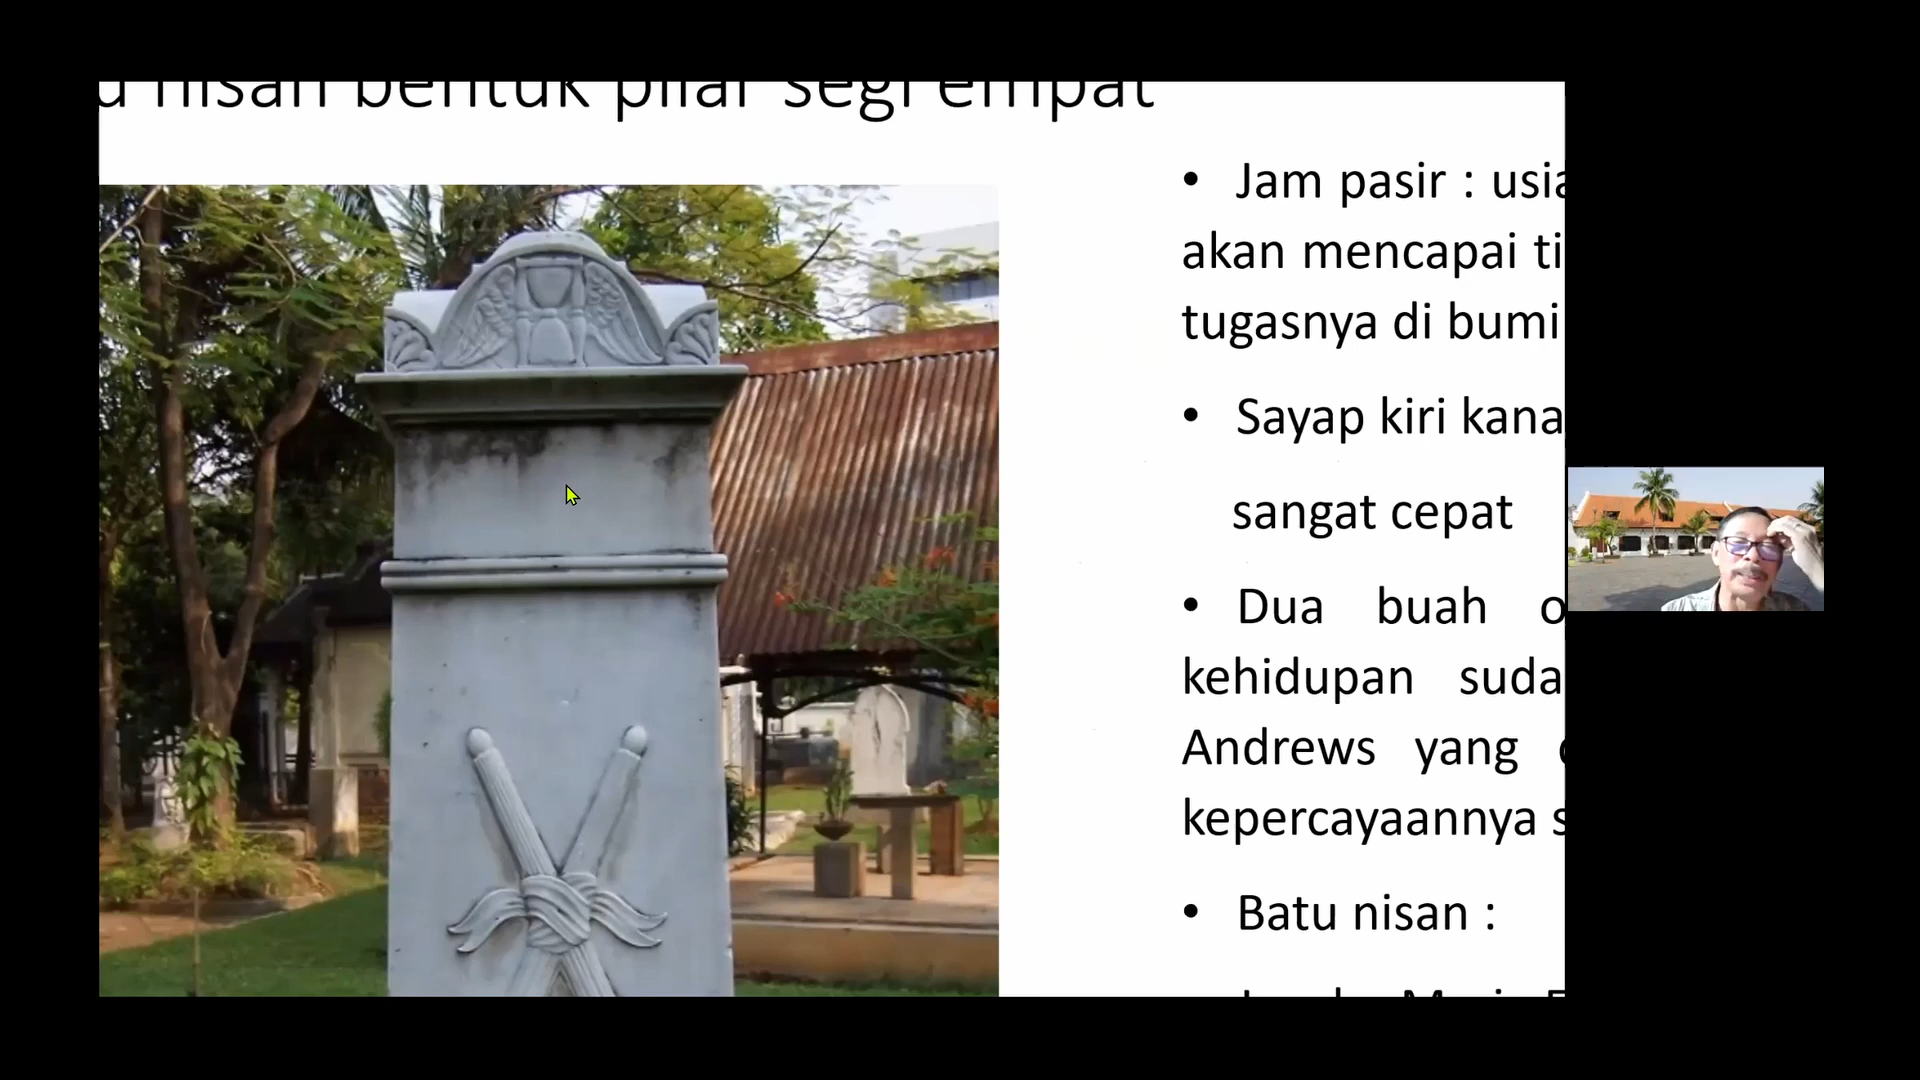 nisan bentuk pilar segi empat
• Jam pasir : usia
akan mencapai ti
tugasnya di bumi
• Sayap kiri kana
sangat cepat
• Dua buah o
kehidupan suda
Andrews yang
kepercayaannya s
• Batu nisan :